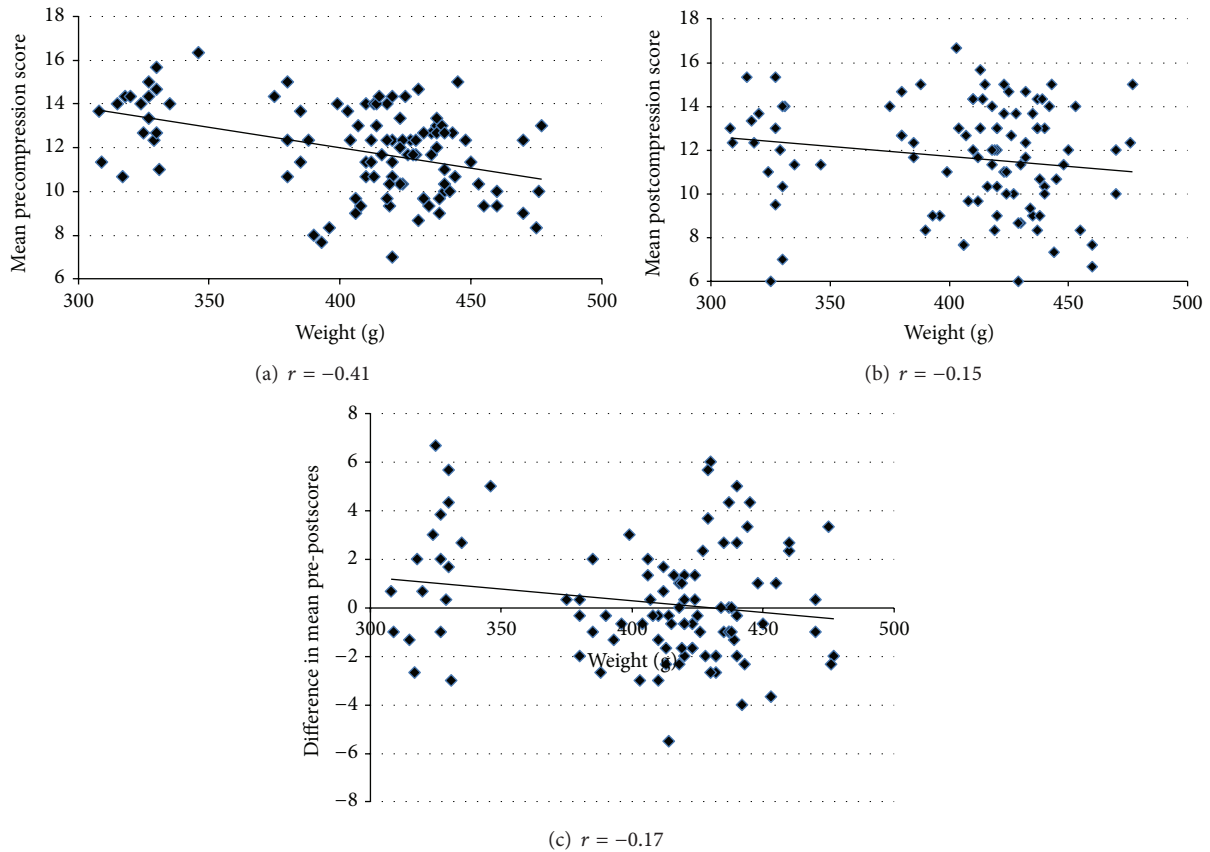 18
16
14
12
10
8
6
300 350 400 450 500
Mean precompression score
Weight (g)
(a) r = −0.41
18
16
14
12
10
8
6
300 350 400 450 500
Mean postcompression score
Weight (g)
(b) r = −0.15
8
6
4
2
0
−2
−4
−6
−8
300 350 400 450 500
Difference in mean pre-postscores
Weight (g)
(c) r = −0.17